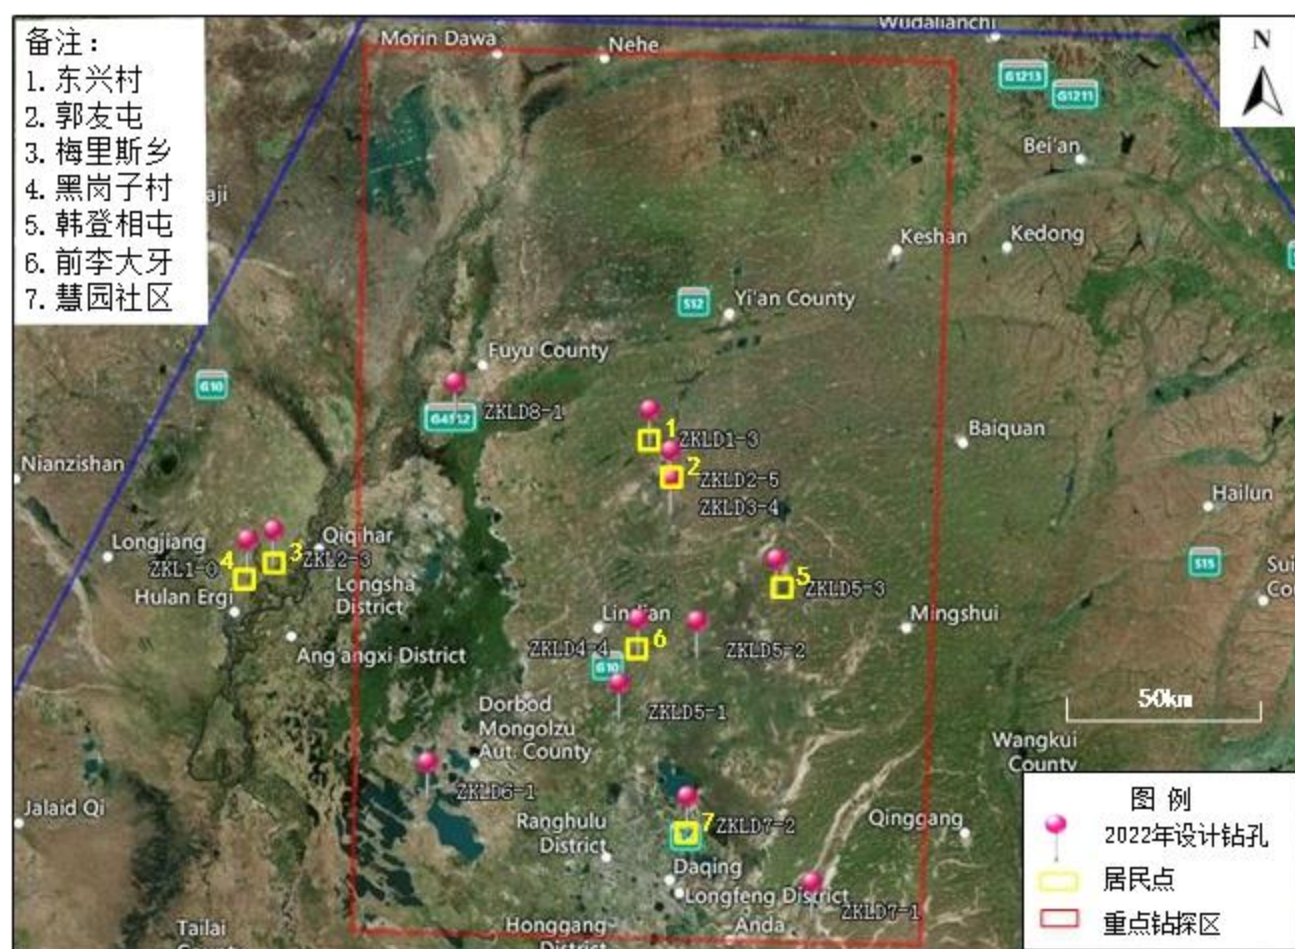 备注:
1. 东兴村
2. 郭友屯
3. 梅里斯乡
4. 黑岗子村
5. 韩登相屯
6. 前李大牙
7. 慧园社区
Morin Dawa
Nehe
Wudalianchi
N
G1213
G1211
Bei'an
aji
Keshan
Kedong
S12
Yi'an County
Fuyu County
G10
ZKLD8-1
1
ZKLD1-3
Baiquan
2
ZKLD2-5
ZKLD3-4
Nianzishan
Hailun
Longjiang
Qiqihar
4
3
ZKL1-0
ZKL2-3
S15
Sui
Cou
Hulan Ergi
Longsha
District
5
ZKLD5-3
Lindian
Mingshui
Ang'angxi District
ZKLD4-4
6
ZKLD5-2
G10
50km
Dorbod
Mongolzu
Aut. County
ZKLD5-1
Wangkui
County
ZKLD6-1
图 例
2022年设计钻孔
居民点
重点钻探区
Jalaid Qi
Ranghulu
District
7
ZKLD7-2
Qinggang
Daqing
Longfeng District
ZKLD7-1
Tailai
Honggang
District
Anda